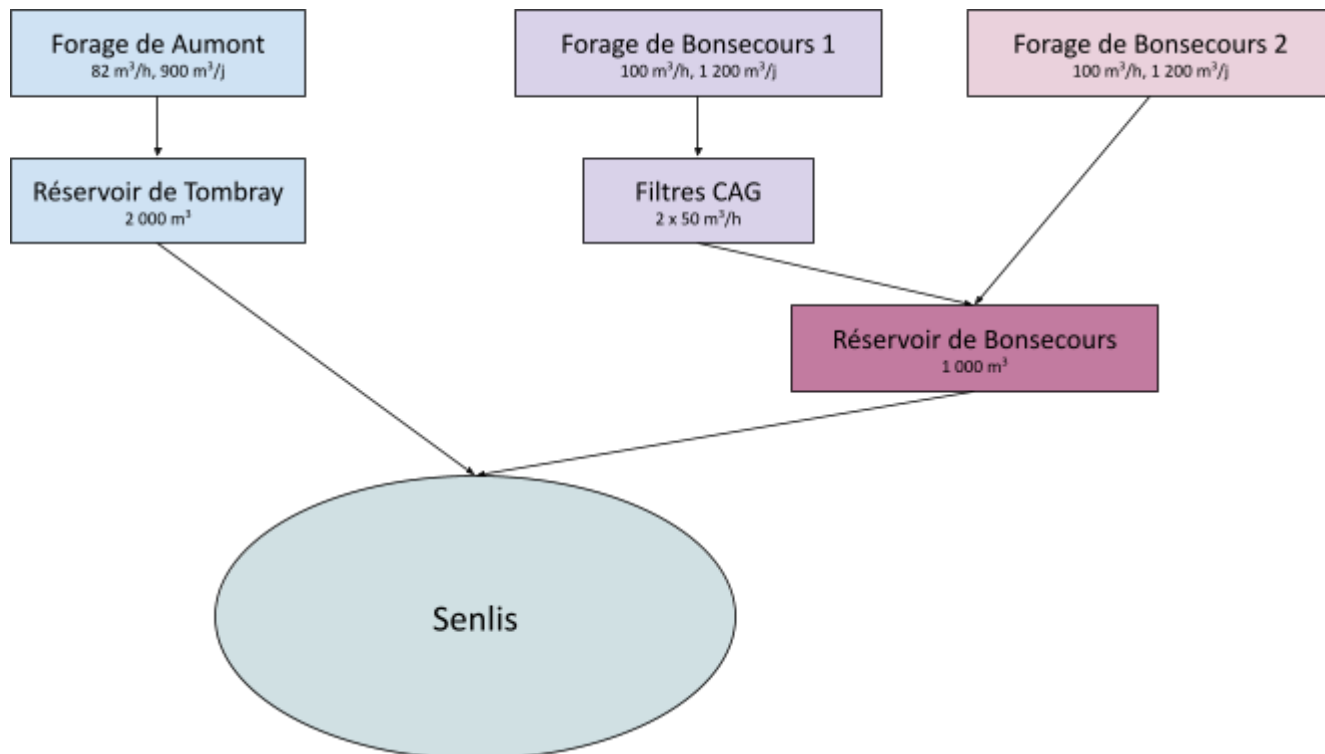 Forage de Aumont
82 m³/h, 900 m³/j
Forage de Bonsecours 1
100 m³/h, 1 200 m³/j
Forage de Bonsecours 2
100 m³/h, 1 200 m³/j
Réservoir de Tombray
2 000 m³
Filtres CAG
2 x 50 m³/h
Réservoir de Bonsecours
1 000 m³
Senlis